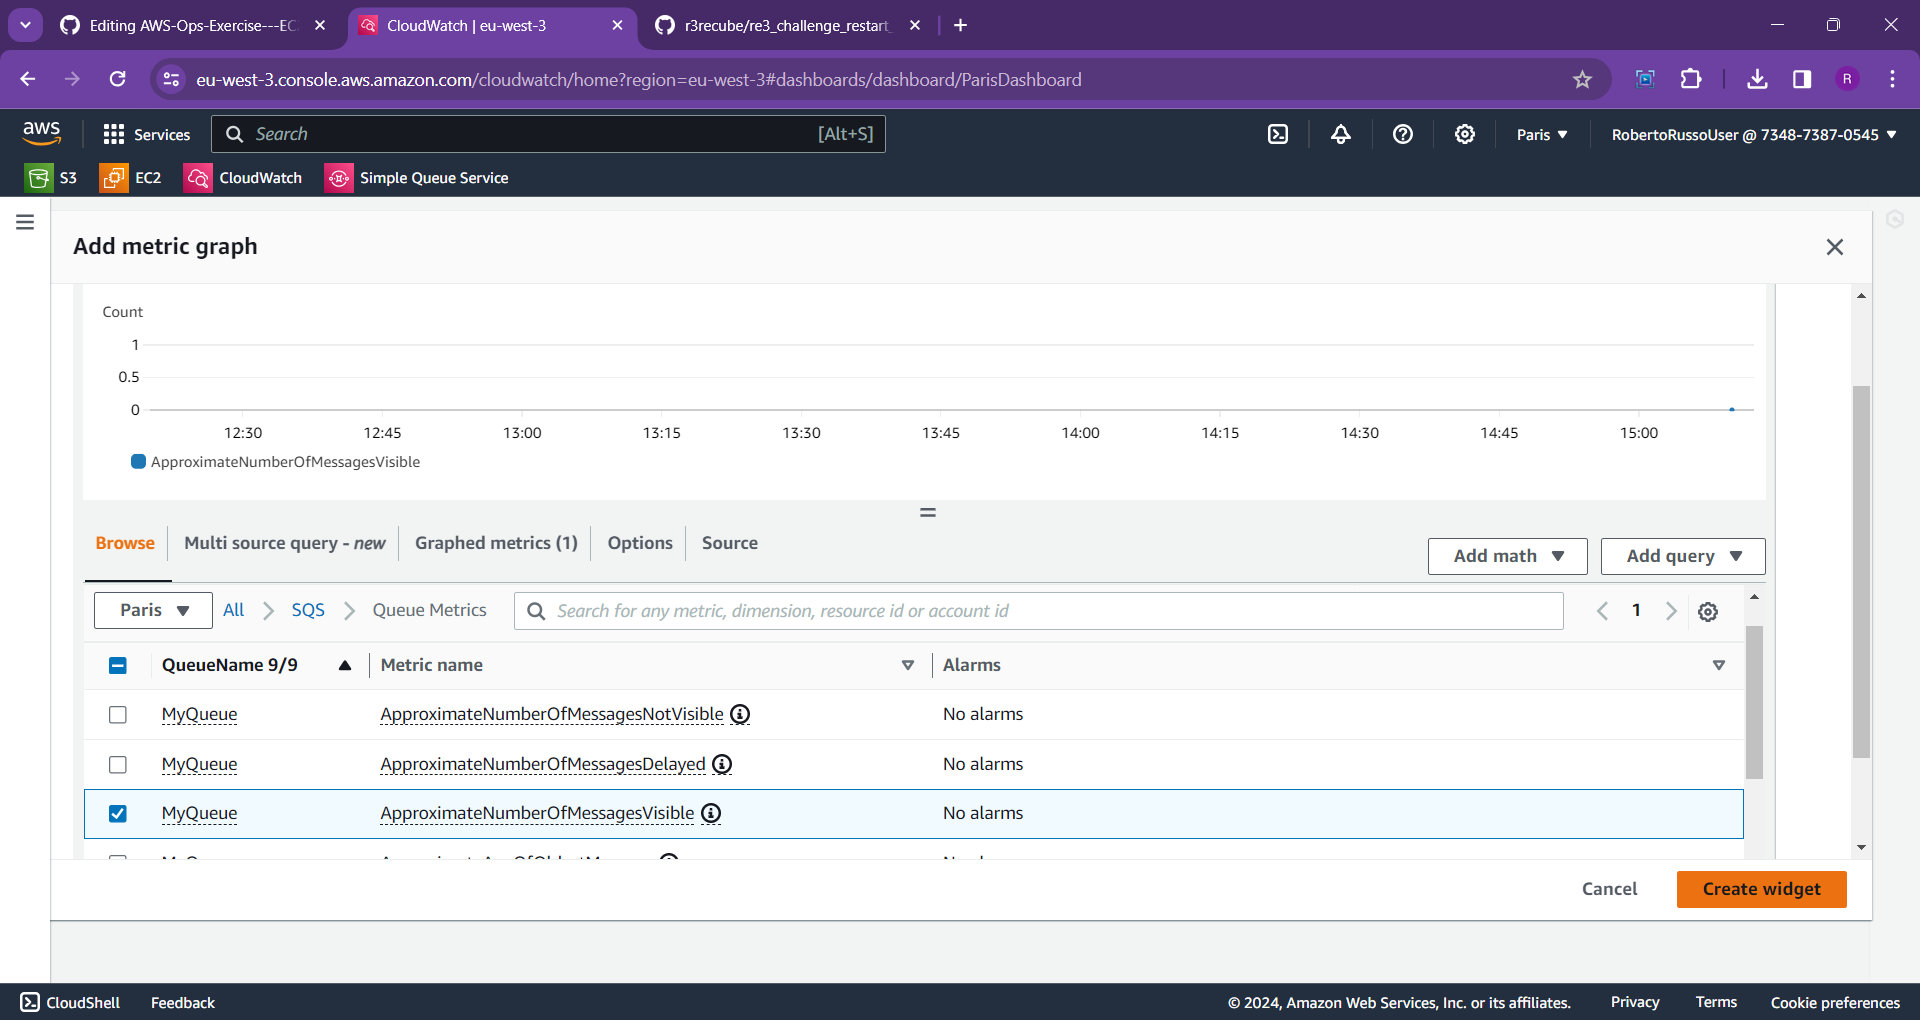 Editing AWS-Ops-Exercise---EC
CloudWatch | eu-west-3
r3recube/re3_challenge_restart_
eu-west-3.console.aws.amazon.com/cloudwatch/home?region=eu-west-3#dashboards/dashboard/ParisDashboard
R
aws
Services
Search
[Alt+S]
Paris
RobertoRussoUser @ 7348-7387-0545
S3
EC2
CloudWatch
Simple Queue Service
Add metric graph
Count
1
0.5
0
12:30 12:45 13:00 13:15 13:30 13:45 14:00 14:15 14:30 14:45 15:00
ApproximateNumberOfMessagesVisible
Browse
Multi source query - new
Graphed metrics (1)
Options
Source
Add math
Add query
Paris
All
SQS
Queue Metrics
Search for any metric, dimension, resource id or account id
1
QueueName 9/9 Metric name Alarms
MyQueue ApproximateNumberOfMessagesNotVisible No alarms
MyQueue ApproximateNumberOfMessagesDelayed No alarms
MyQueue ApproximateNumberOfMessagesVisible No alarms
Cancel
Create widget
CloudShell
Feedback
© 2024, Amazon Web Services, Inc. or its affiliates.
Privacy
Terms
Cookie preferences